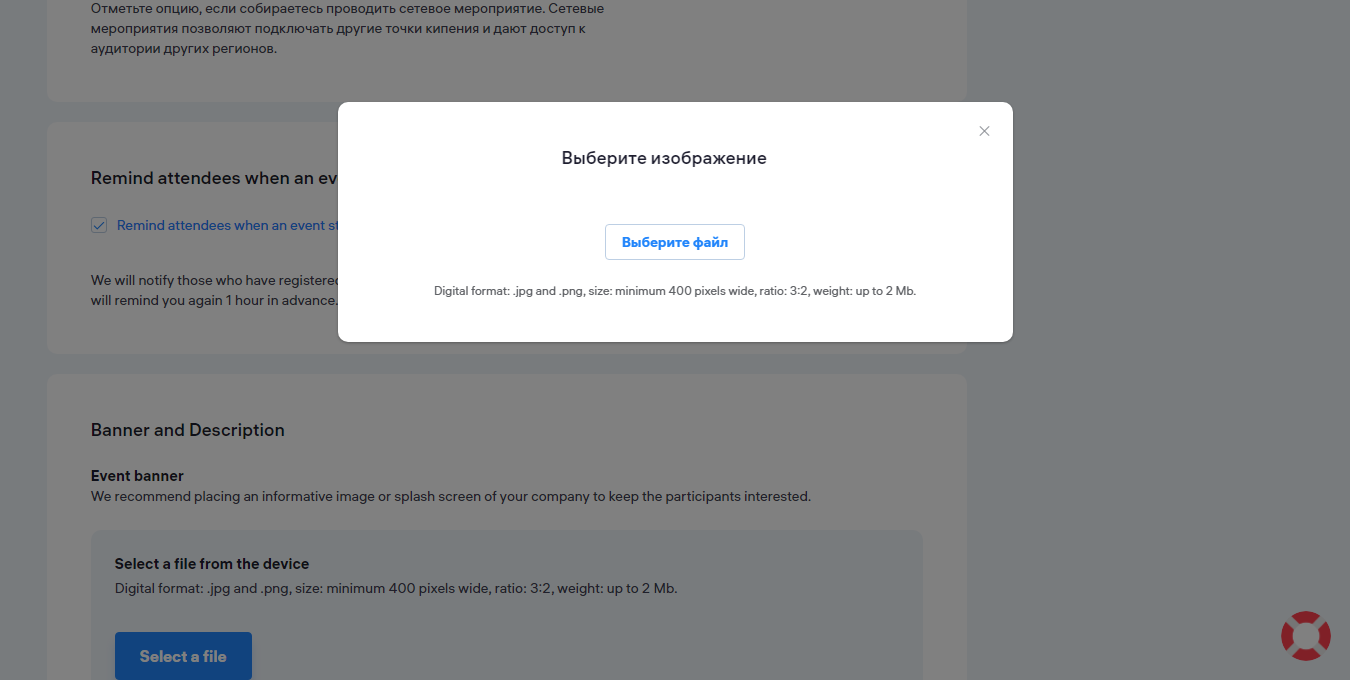 Отметьте опцию, если собираетесь проводить сетевое мероприятие. Сетевые
мероприятия позволяют подключать другие точки кипения и дают доступ к
аудитории других регионов.
Выберите изображение
Remind attendees when an ev
Remind attendees when an event st
Выберите файл
We will notify those who have registered
will remind you again 1 hour in advance.
Digital format: .jpg and .png, size: minimum 400 pixels wide, ratio: 3:2, weight: up to 2 Mb.
Banner and Description
Event banner
We recommend placing an informative image or splash screen of your company to keep the participants interested.
Select a file from the device
Digital format: .jpg and .png, size: minimum 400 pixels wide, ratio: 3:2, weight: up to 2 Mb.
Select a file